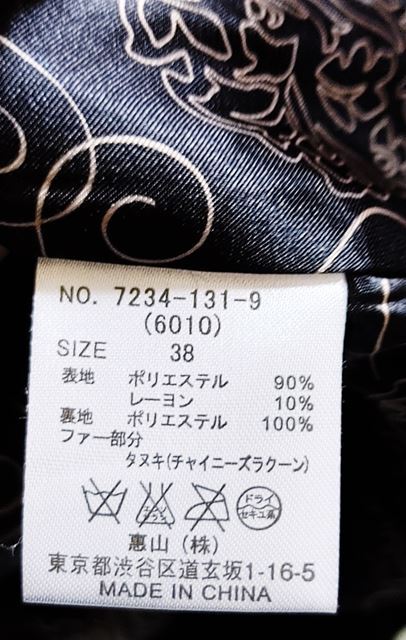 NO. 7234-131-9
(6010)
SIZE 38
表地 ポリエステル 90%
レーヨン 10%
裏地 ポリエステル 100%
ファー部分
タヌキ(チャイニーズラクーン)
ドライ
セキユ系
惠山(株)
東京都渋谷区道玄坂1-16-5
MADE IN CHINA